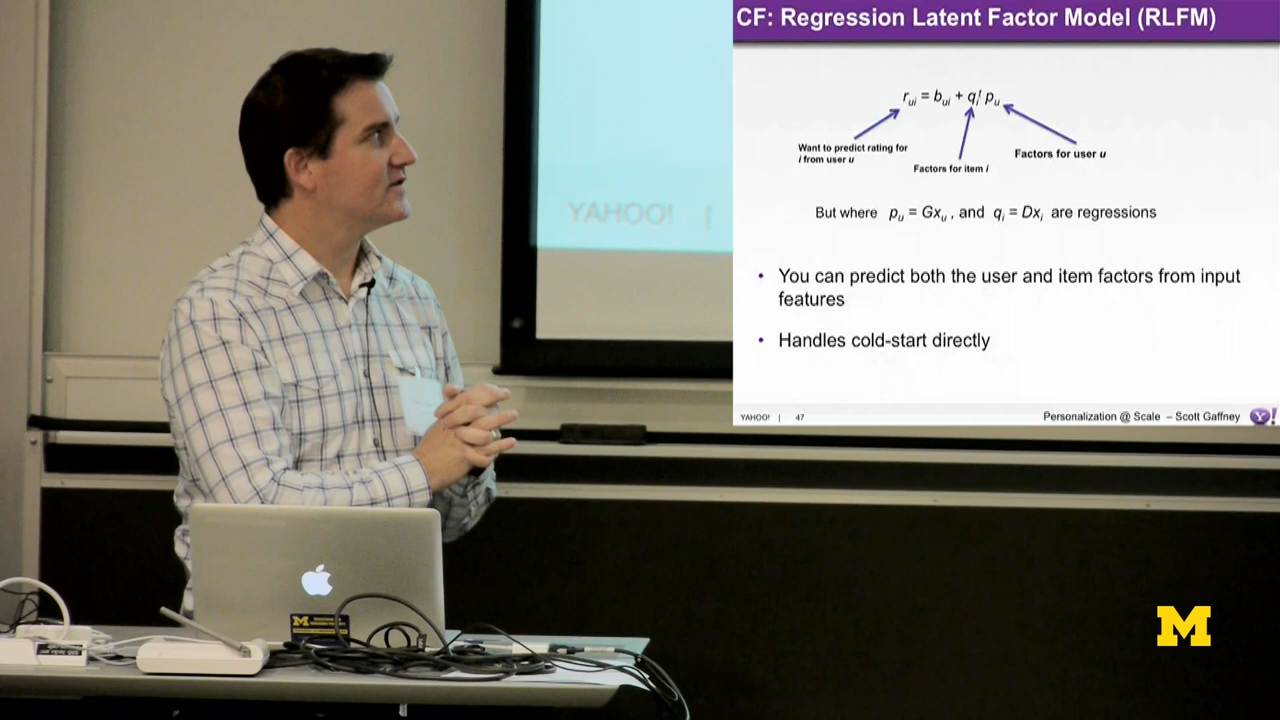 CF: Regression Latent Factor Model (RLFM)
r_ui = b_ui + q_i^t p_u
Want to predict rating for
i from user u
Factors for item i
Factors for user u
But where p_u = Gx_u , and q_i = Dx_i are regressions
• You can predict both the user and item factors from input
features
• Handles cold-start directly
YAHOO! | 47
Personalization @ Scale – Scott Gaffney
Y!
YAHOO! |
M
M